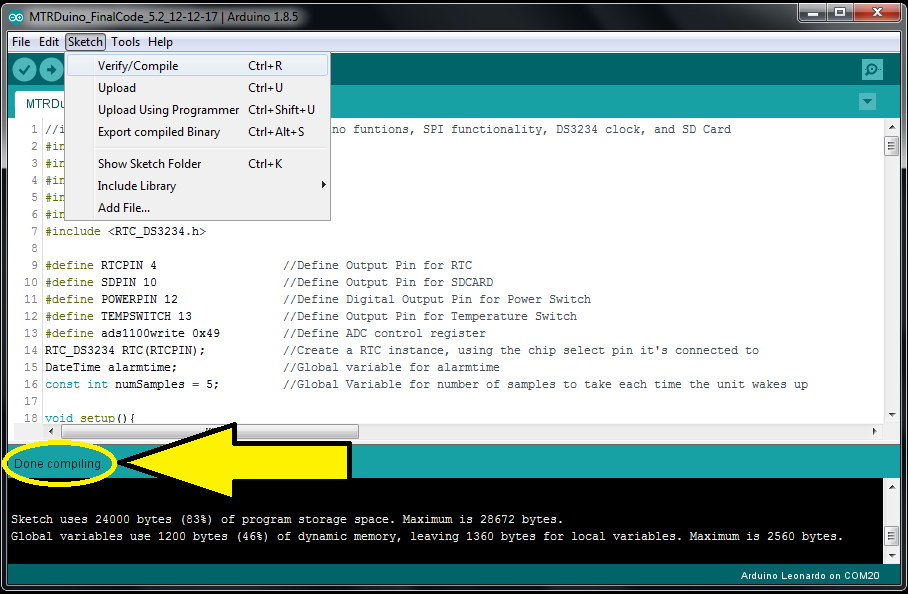 MTRDuino_FinalCode_5.2_12-12-17 | Arduino 1.8.5
File Edit Sketch Tools Help
Verify/Compile Ctrl+R
Upload Ctrl+U
Upload Using Programmer Ctrl+Shift+U
Export compiled Binary Ctrl+Alt+S
Show Sketch Folder Ctrl+K
Include Library
Add File...
MTRDu
1 //i no funtions, SPI functionality, DS3234 clock, and SD Card
2 #in
3 #in
4 #in
5 #in
6 #in
7 #include <RTC_DS3234.h>
8
9 #define RTCPIN 4 //Define Output Pin for RTC
10 #define SDPIN 10 //Define Output Pin for SDCARD
11 #define POWERPIN 12 //Define Digital Output Pin for Power Switch
12 #define TEMPSWITCH 13 //Define Output Pin for Temperature Switch
13 #define ads1100write 0x49 //Define ADC control register
14 RTC_DS3234 RTC(RTCPIN); //Create a RTC instance, using the chip select pin it's connected to
15 DateTime alarmtime; //Global variable for alarmtime
16 const int numSamples = 5; //Global Variable for number of samples to take each time the unit wakes up
17
18 void setup(){
Done compiling.
Sketch uses 24000 bytes (83%) of program storage space. Maximum is 28672 bytes.
Global variables use 1200 bytes (46%) of dynamic memory, leaving 1360 bytes for local variables. Maximum is 2560 bytes.
Arduino Leonardo on COM20